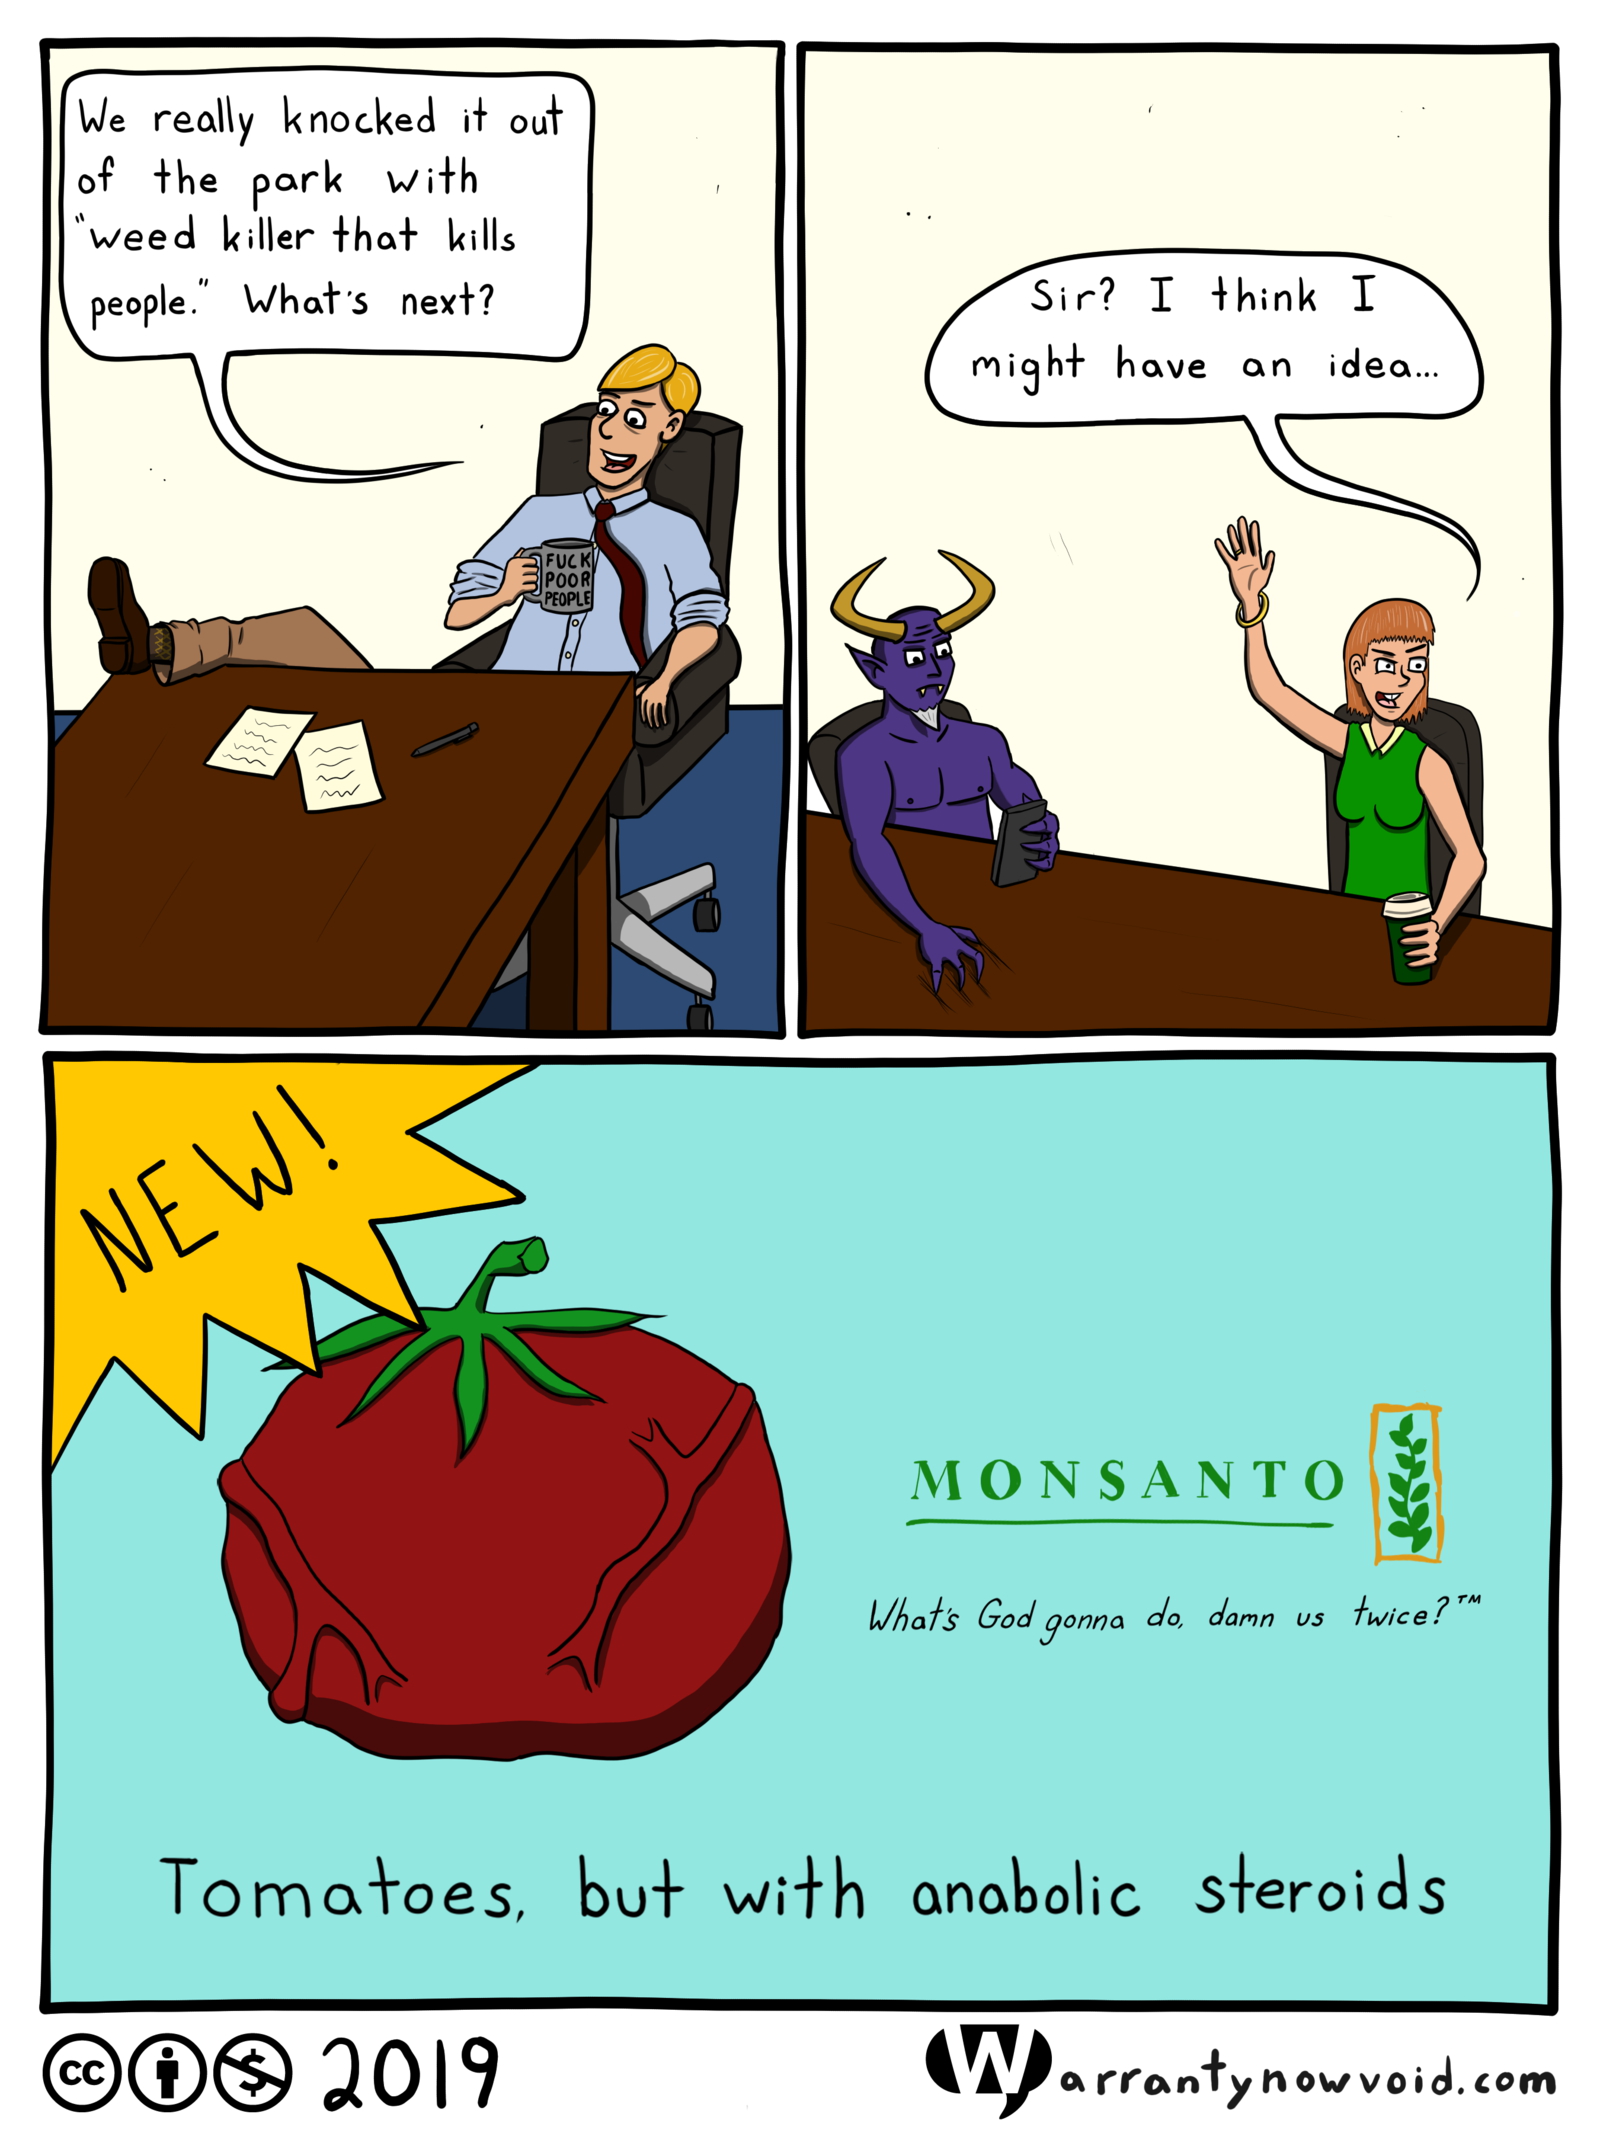 We really knocked it out
of the park with
"weed killer that kills
people." What's next?
FUCK
POOR
PEOPLE
Sir? I think I
might have an idea...
NEW!
MONSANTO
What's God gonna do, damn us twice?™
Tomatoes, but with anabolic steroids
cc $ 2019
Warrantynowvoid.com